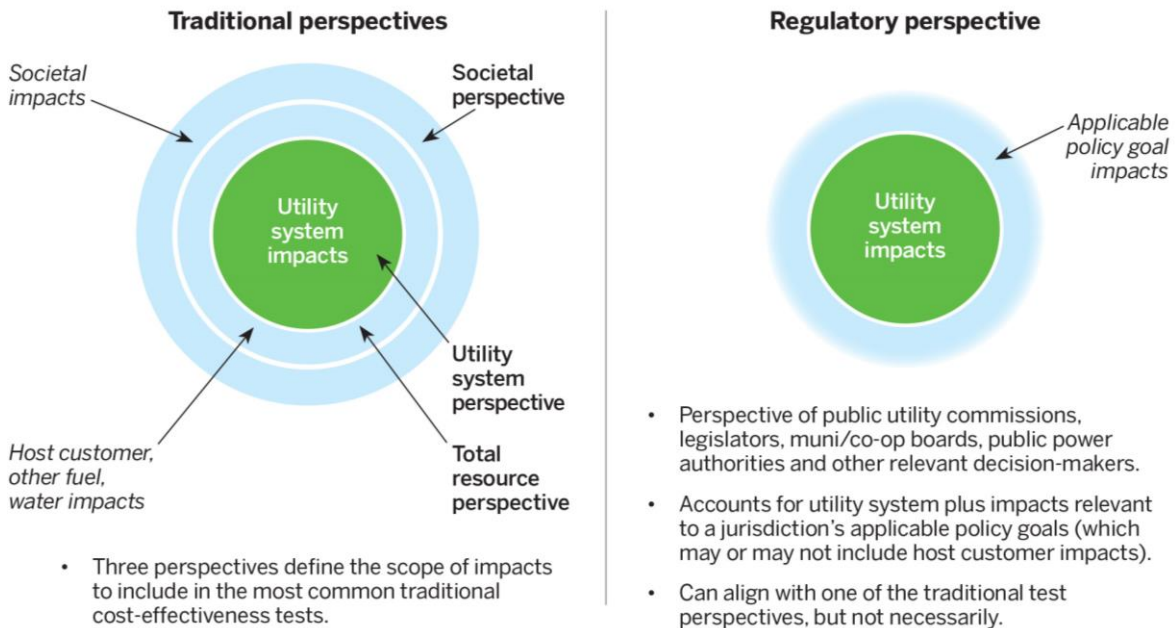 Traditional perspectives
Societal
impacts
Societal
perspective
Utility
system
impacts
Utility
system
perspective
Host customer,
other fuel,
water impacts
Total
resource
perspective
• Three perspectives define the scope of impacts
to include in the most common traditional
cost-effectiveness tests.
Regulatory perspective
Applicable
policy goal
impacts
Utility
system
impacts
• Perspective of public utility commissions,
legislators, muni/co-op boards, public power
authorities and other relevant decision-makers.
• Accounts for utility system plus impacts relevant
to a jurisdiction’s applicable policy goals (which
may or may not include host customer impacts).
• Can align with one of the traditional test
perspectives, but not necessarily.